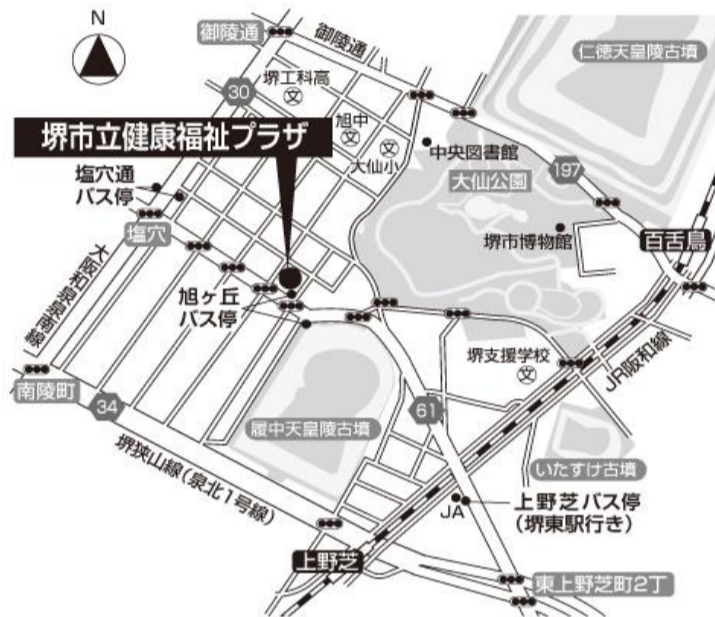 N
御陵通
御陵通
仁徳天皇陵古墳
堺工科高
文
30
旭中
文
大仙小
文
堺市立健康福祉プラザ
中央図書館
大仙公園
197
塩穴通
バス停
堺市博物館
百舌鳥
塩穴
大阪和泉泉南線
旭ヶ丘
バス停
JR阪和線
堺支援学校
文
南陵町
34
61
履中天皇陵古墳
いたすけ古墳
堺狭山線(泉北1号線)
JA
上野芝バス停
(堺東駅行き)
上野芝
東上野芝町2丁